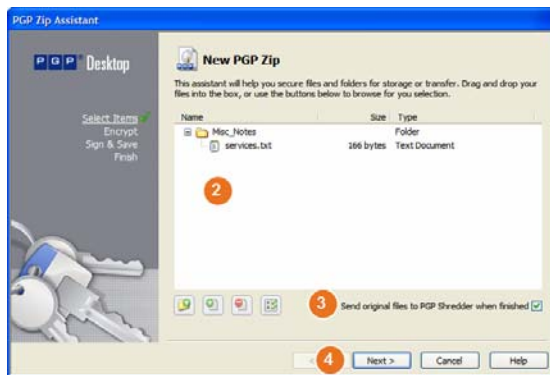 PGP Zip Assistant
PGP Desktop
Select Items
Encrypt
Sign & Save
Finish
New PGP Zip
This assistant will help you secure files and folders for storage or transfer. Drag and drop your
files into the box, or use the buttons below to browse for you selection.
Name Size Type
Misc_Notes Folder
services.txt 166 bytes Text Document
2
3 Send original files to PGP Shredder when finished
4 Next > Cancel Help